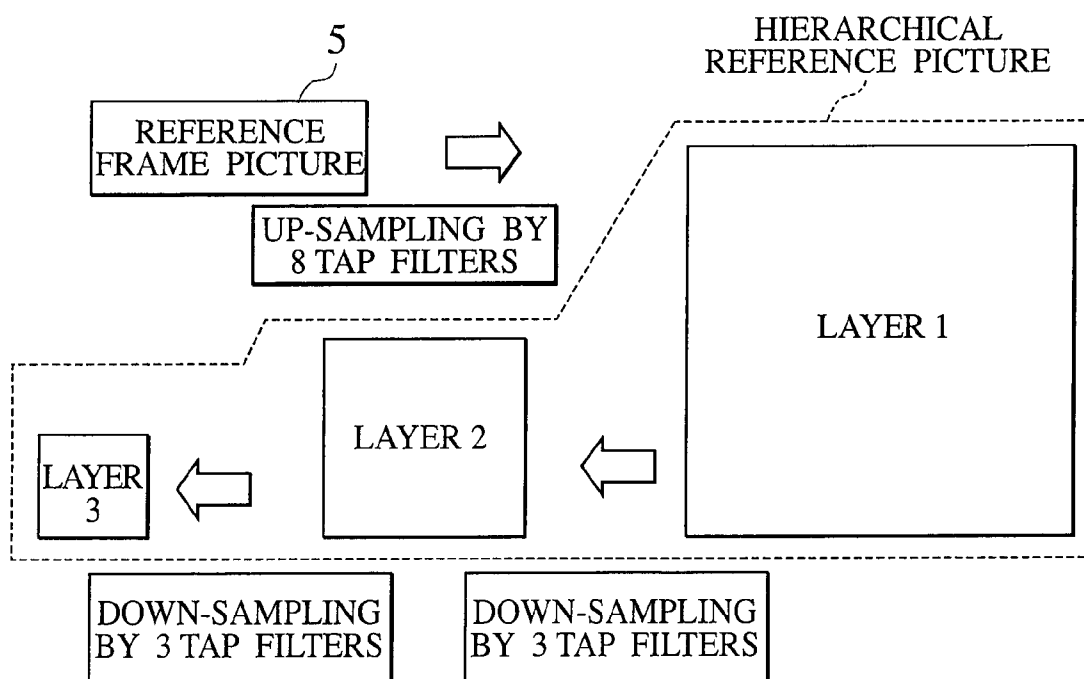 5
HIERARCHICAL
REFERENCE PICTURE
REFERENCE
FRAME PICTURE
UP-SAMPLING BY
8 TAP FILTERS
LAYER 1
LAYER 2
LAYER
3
DOWN-SAMPLING
BY 3 TAP FILTERS
DOWN-SAMPLING
BY 3 TAP FILTERS